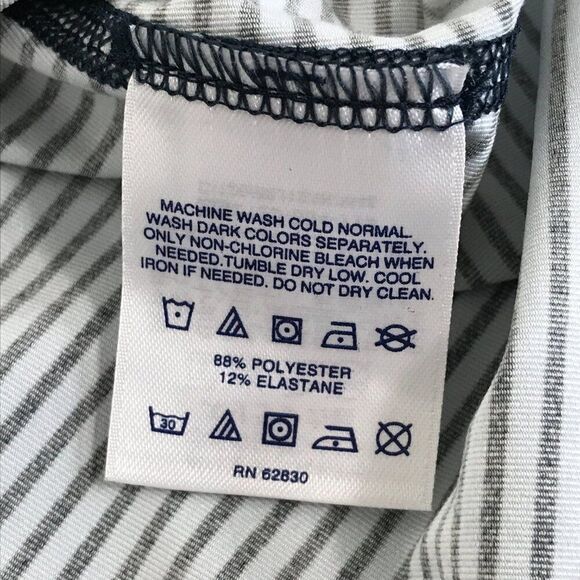 MACHINE WASH COLD NORMAL.
WASH DARK COLORS SEPARATELY.
ONLY NON-CHLORINE BLEACH WHEN
NEEDED.TUMBLE DRY LOW. COOL
IRON IF NEEDED. DO NOT DRY CLEAN.
88% POLYESTER
12% ELASTANE
30
RN 62830